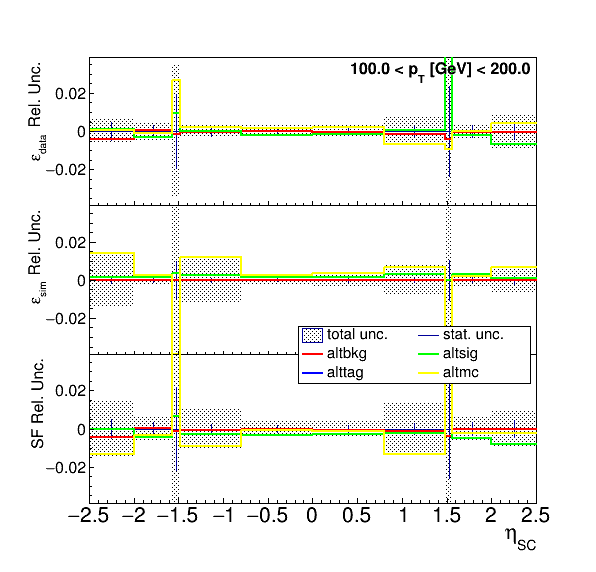 100.0 < p_T [GeV] < 200.0
ε_data Rel. Unc.
0.02
0
−0.02
ε_sim Rel. Unc.
0.02
0
−0.02
total unc. stat. unc.
altbkg altsig
alttag altmc
SF Rel. Unc.
0.02
0
−0.02
−2.5 −2 −1.5 −1 −0.5 0 0.5 1 1.5 2 2.5
η_SC